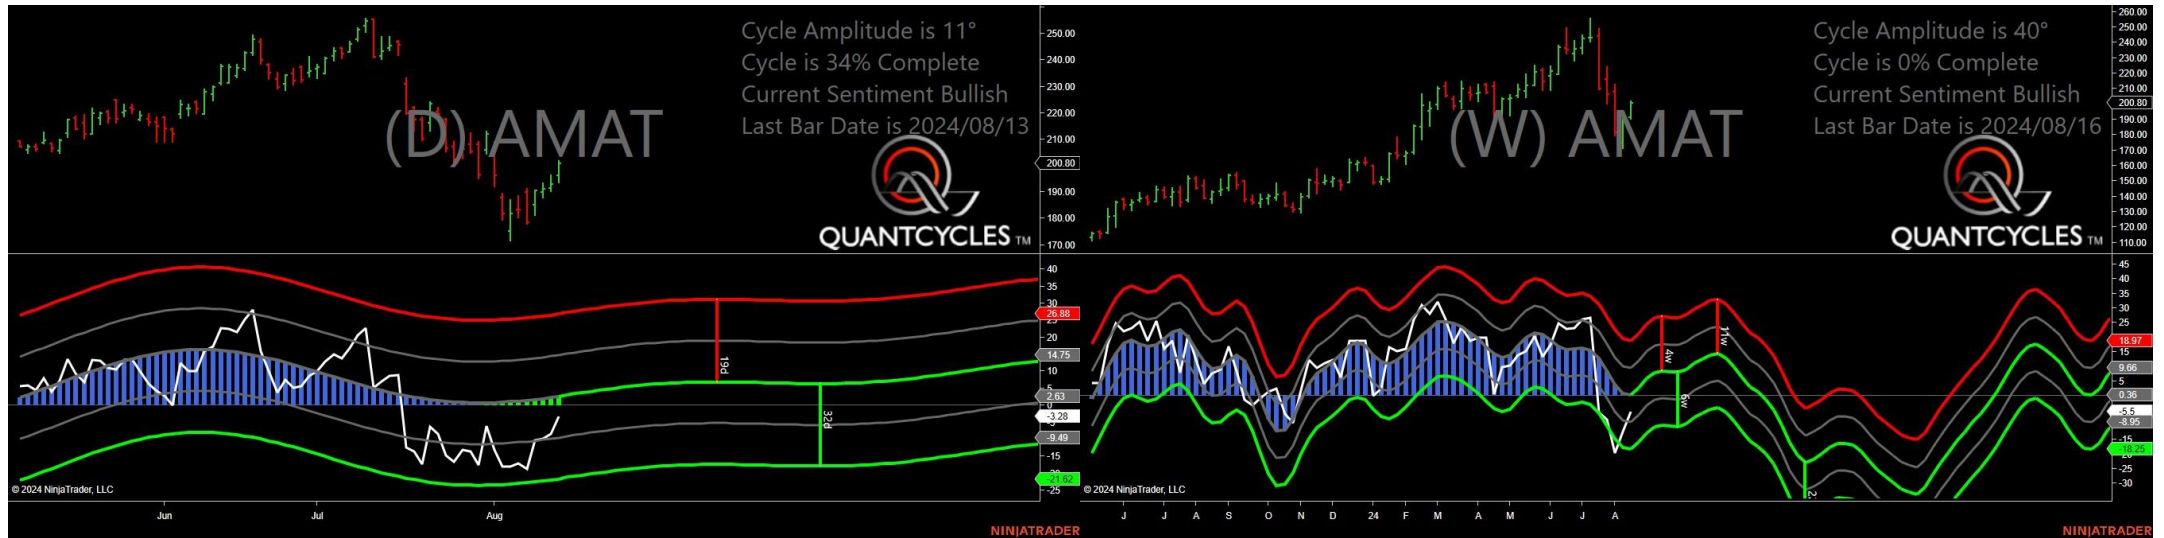 Cycle Amplitude is 11°
Cycle is 34% Complete
Current Sentiment Bullish
Last Bar Date is 2024/08/13
(D) AMAT
QUANTCYCLES TM
250.00
240.00
230.00
220.00
210.00
200.80
190.00
180.00
170.00
40
35
30
26.88
25
20
14.75
10
5
2.63
0
-3.28
-9.49
-15
-21.62
-25
19d
32d
© 2024 NinjaTrader, LLC
Jun Jul Aug
NINJATRADER
Cycle Amplitude is 40°
Cycle is 0% Complete
Current Sentiment Bullish
Last Bar Date is 2024/08/16
(W) AMAT
QUANTCYCLES TM
260.00
250.00
240.00
230.00
220.00
210.00
200.80
190.00
180.00
170.00
160.00
150.00
140.00
130.00
120.00
110.00
45
35
30
25
18.97
15
9.66
5
0.36
-5.5
-8.95
-15
-18.25
-25
-30
4w
11w
6w
© 2024 NinjaTrader, LLC
J J A S O N D 24 F M A M J J A
NINJATRADER